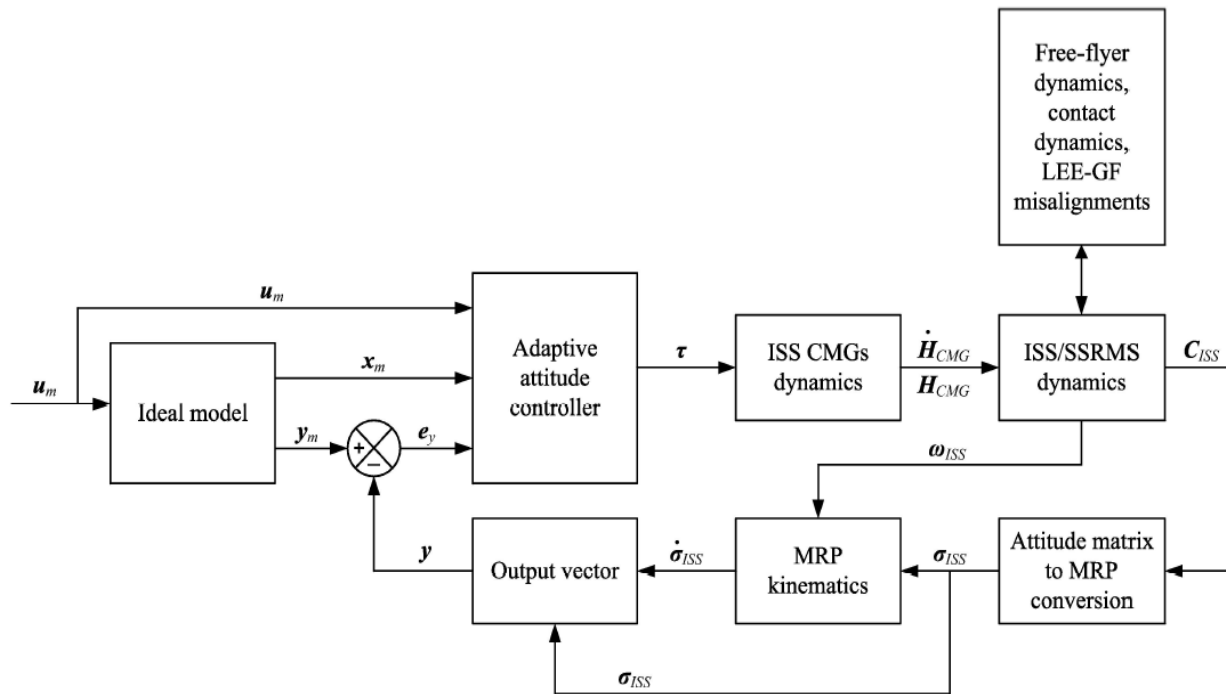 Free-flyer
dynamics,
contact
dynamics,
LEE-GF
misalignments
u_m
u_m
Ideal model
x_m
y_m
+
−
e_y
Adaptive
attitude
controller
τ
ISS CMGs
dynamics
Ḣ_CMG
H_CMG
ISS/SSRMS
dynamics
C_ISS
ω_ISS
y
Output vector
σ̇_ISS
MRP
kinematics
σ_ISS
Attitude matrix
to MRP
conversion
σ_ISS